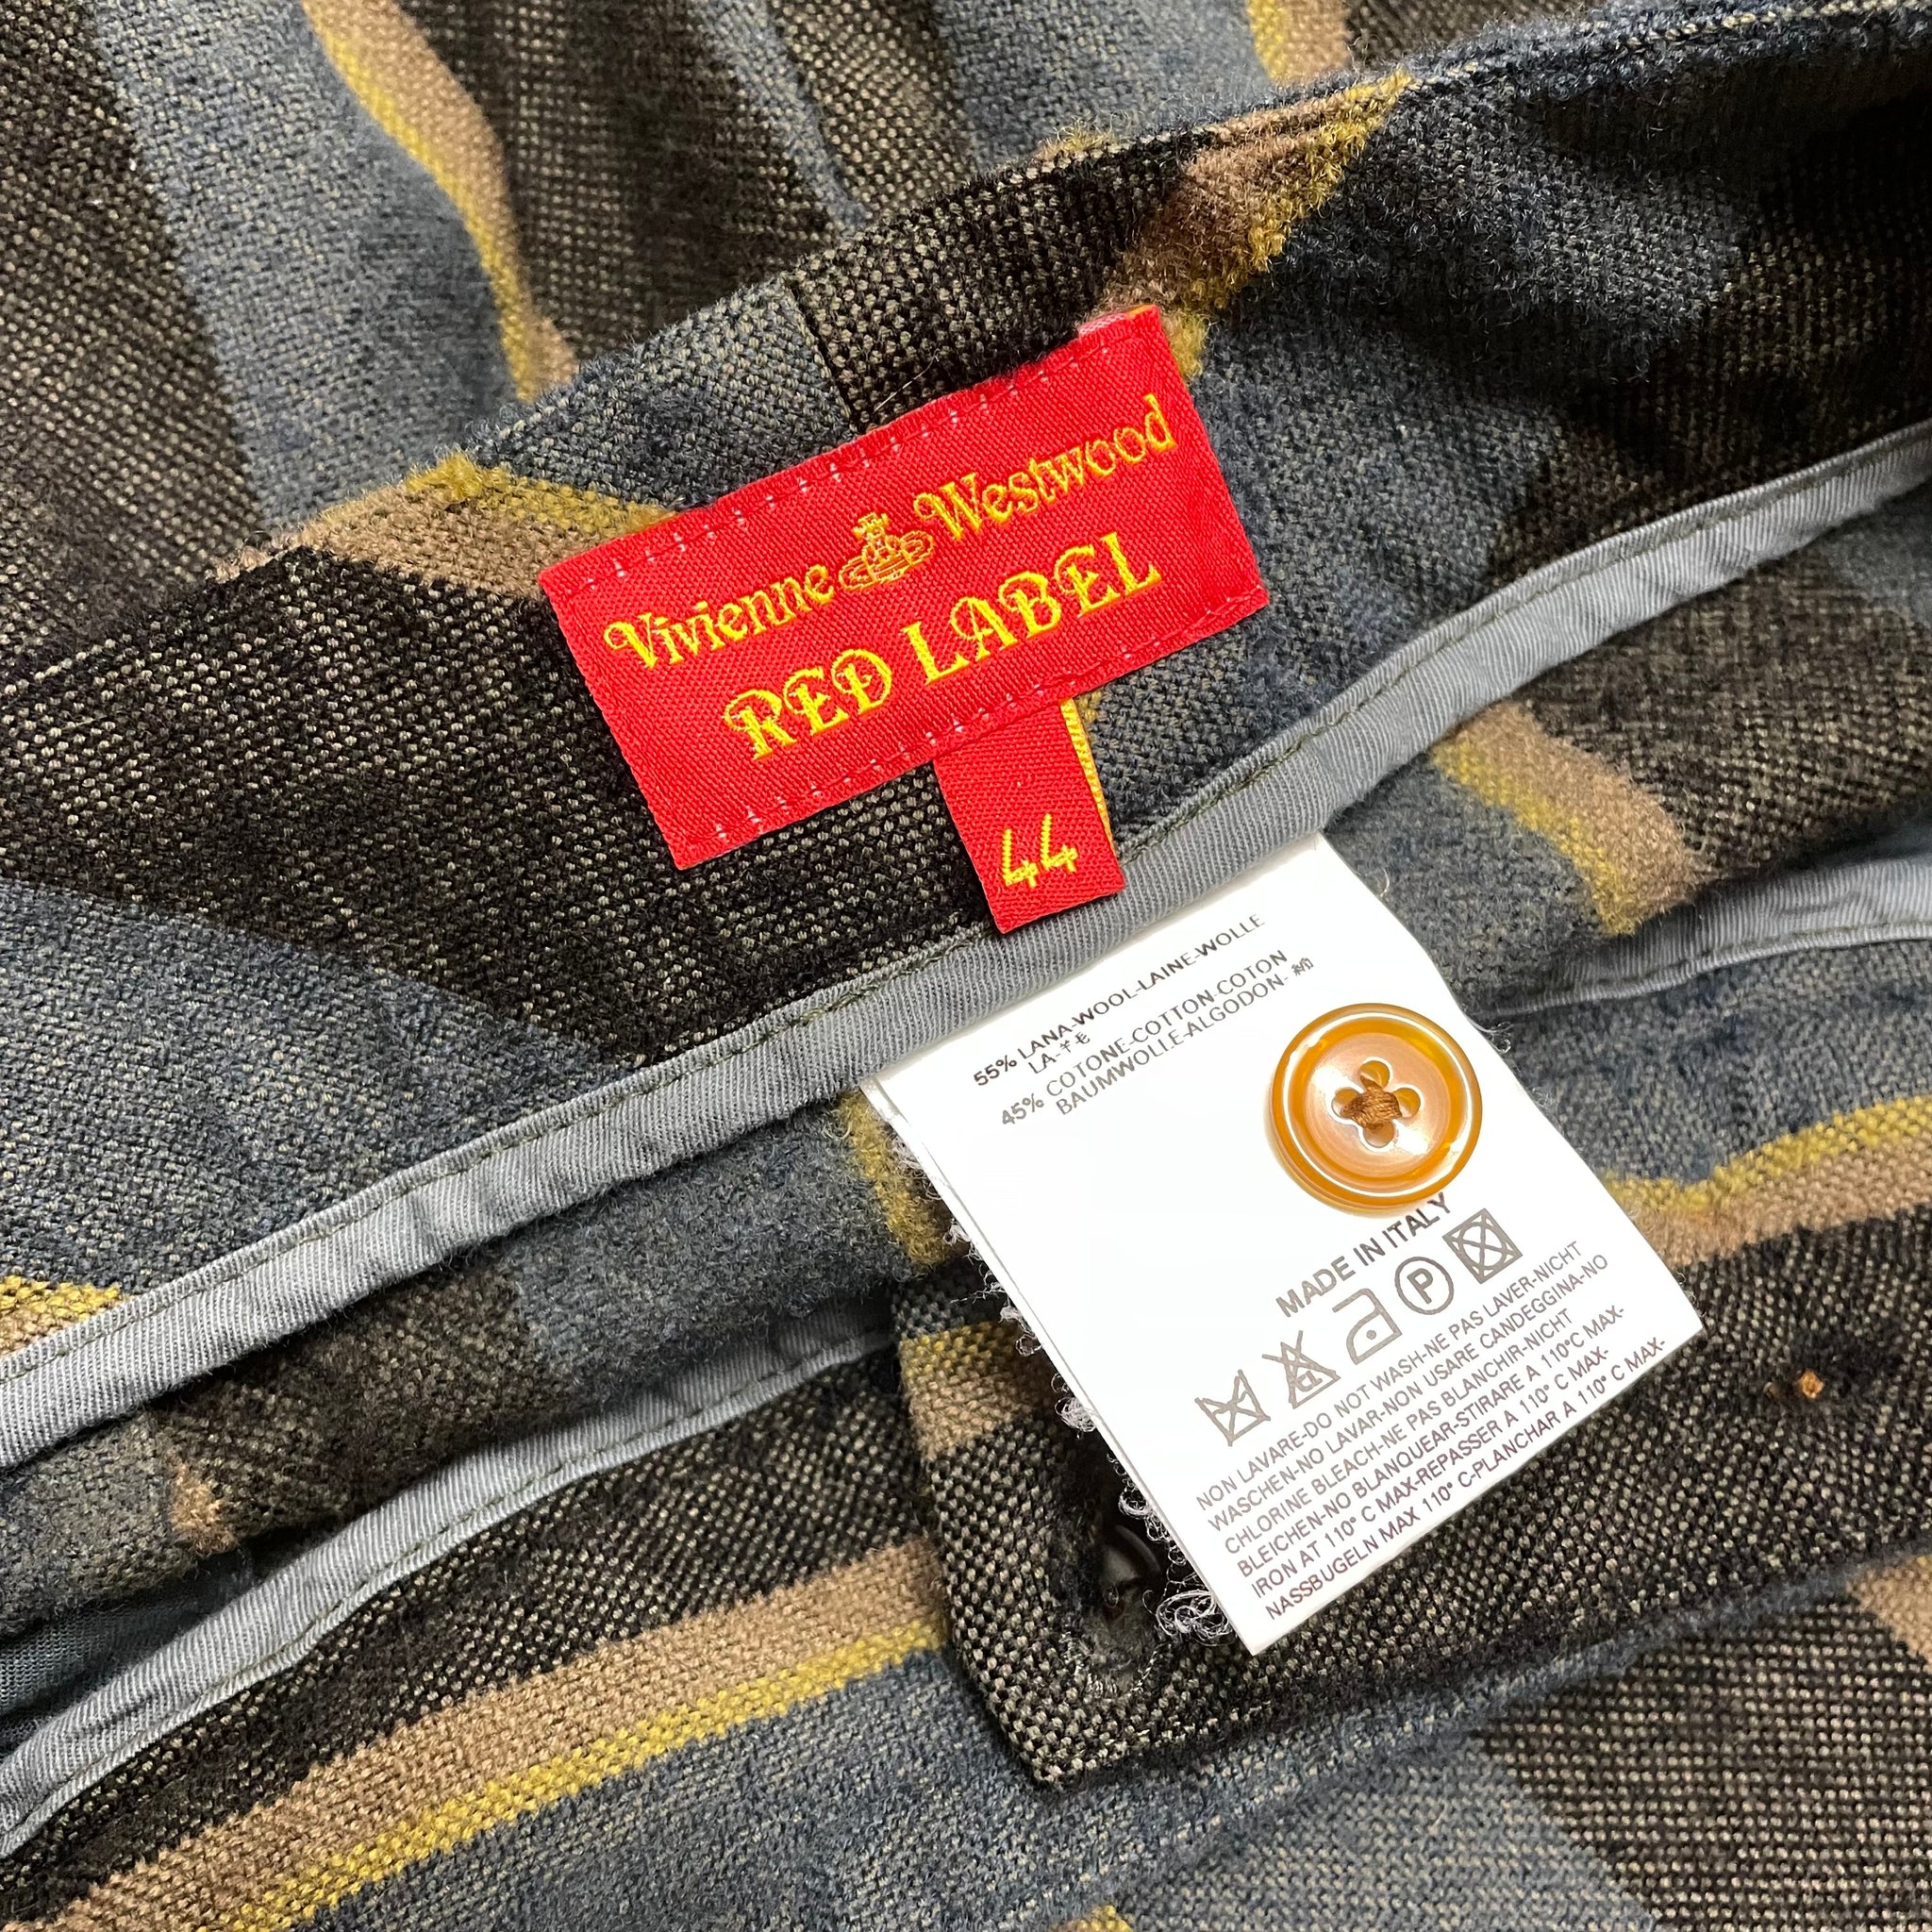 Vivienne Westwood
RED LABEL
44
55% LANA-WOOL-LAINE-WOLLE
LA-羊毛
45% COTONE-COTTON-COTON
BAUMWOLLE-ALGODON-綿
MADE IN ITALY
CL
P
NON LAVARE-DO NOT WASH-NE PAS LAVER-NICHT
WASCHEN-NO LAVAR-NON USARE CANDEGGINA-NO
CHLORINE BLEACH-NE PAS BLANCHIR-NICHT
BLEICHEN-NO BLANQUEAR-STIRARE A 110°C MAX-
IRON AT 110° C MAX-REPASSER A 110° C MAX-
NASSBUGELN MAX 110° C-PLANCHAR A 110° C MAX-